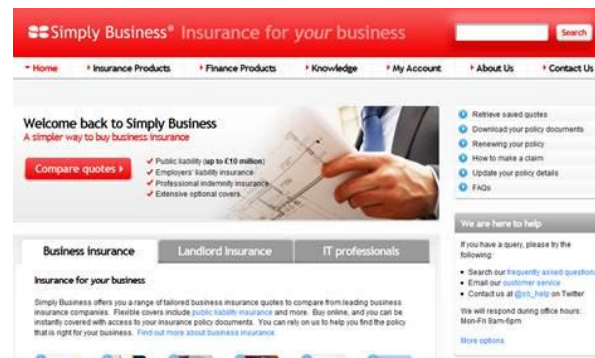 Simply Business® Insurance for your business
Search
Home Insurance Products Finance Products Knowledge My Account About Us Contact Us
Welcome back to Simply Business
A simpler way to buy business insurance
Compare quotes
Public liability (up to £10 million)
Employers' liability insurance
Professional indemnity insurance
Extensive optional covers
Retrieve saved quotes
Download your policy documents
Renewing your policy
How to make a claim
Update your policy details
FAQs
We are here to help
If you have a query, please try the
following:
Search our frequently asked question
Email our customer service
Contact us at @sb_help on Twitter
We will respond during office hours:
Mon-Fri 9am-6pm
More options
Business insurance Landlord Insurance IT professionals
Insurance for your business
Simply Business offers you a range of tailored business insurance quotes to compare from leading business
insurance companies. Flexible covers include public liability insurance and more. Buy online, and you can be
instantly covered with access to your insurance policy documents. You can rely on us to help you find the policy
that is right for your business. Find out more about business insurance.